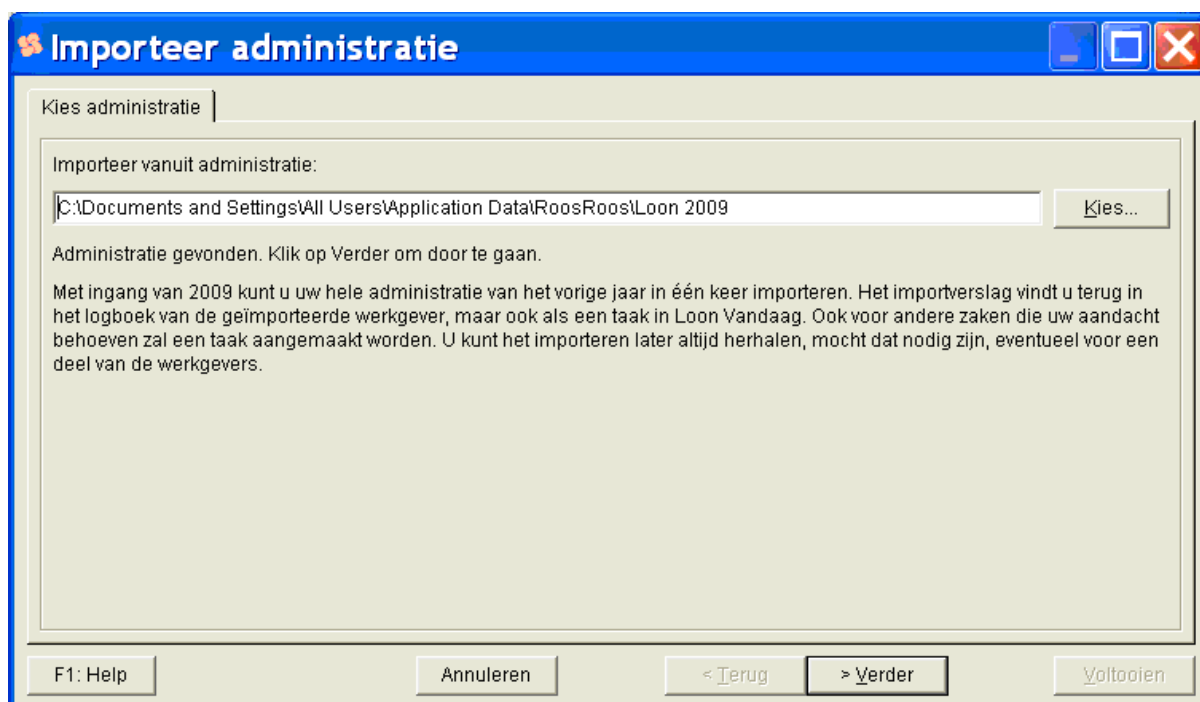 Importeer administratie
Kies administratie
Importeer vanuit administratie:
C:\Documents and Settings\All Users\Application Data\RoosRoos\Loon 2009
Kies...
Administratie gevonden. Klik op Verder om door te gaan.
Met ingang van 2009 kunt u uw hele administratie van het vorige jaar in één keer importeren. Het importverslag vindt u terug in
het logboek van de geïmporteerde werkgever, maar ook als een taak in Loon Vandaag. Ook voor andere zaken die uw aandacht
behoeven zal een taak aangemaakt worden. U kunt het importeren later altijd herhalen, mocht dat nodig zijn, eventueel voor een
deel van de werkgevers.
F1: Help
Annuleren
< Terug
> Verder
Voltooien